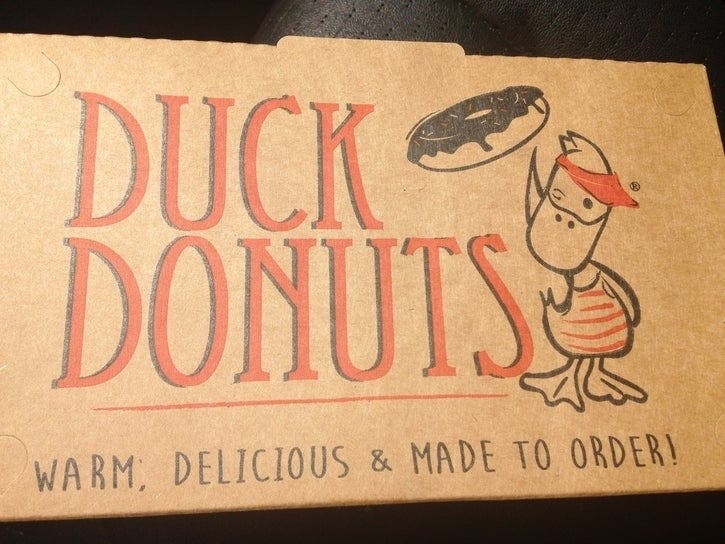 DUCK
DONUTS
®
WARM, DELICIOUS & MADE TO ORDER!